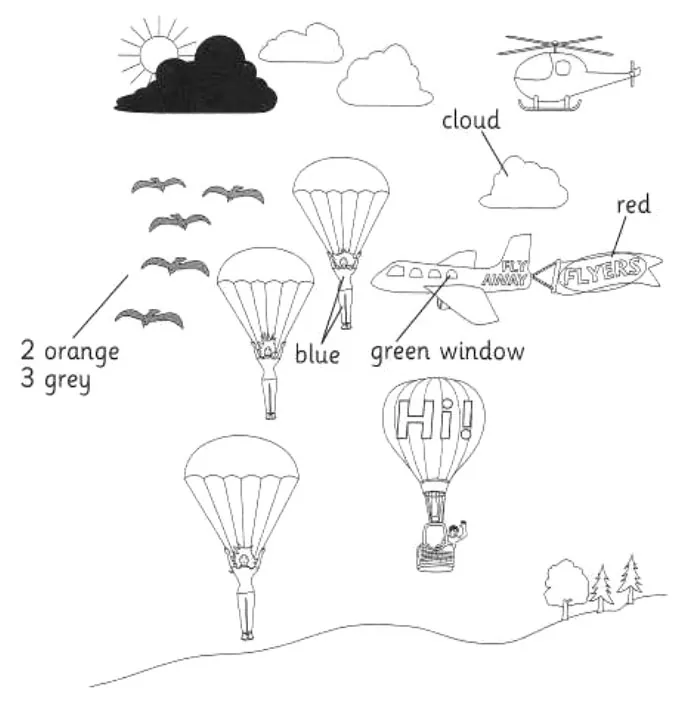 cloud
red
FLY
AWAY
FLYERS
2 orange
3 grey
blue
green window
Hi!